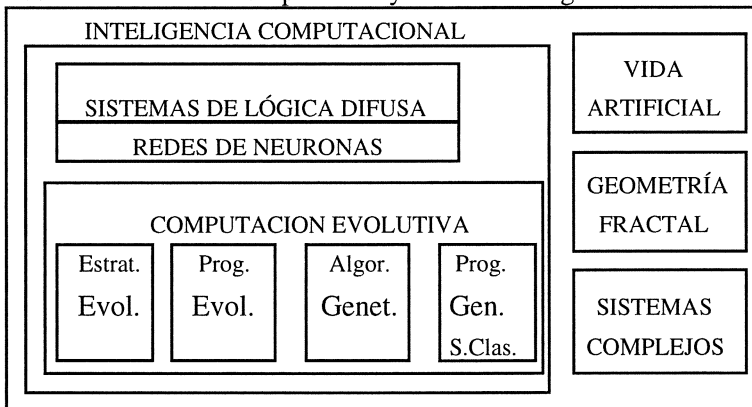 INTELIGENCIA COMPUTACIONAL
SISTEMAS DE LÓGICA DIFUSA
REDES DE NEURONAS
COMPUTACION EVOLUTIVA
Estrat.
Evol.
Prog.
Evol.
Algor.
Genet.
Prog.
Gen.
S.Clas.
VIDA
ARTIFICIAL
GEOMETRÍA
FRACTAL
SISTEMAS
COMPLEJOS